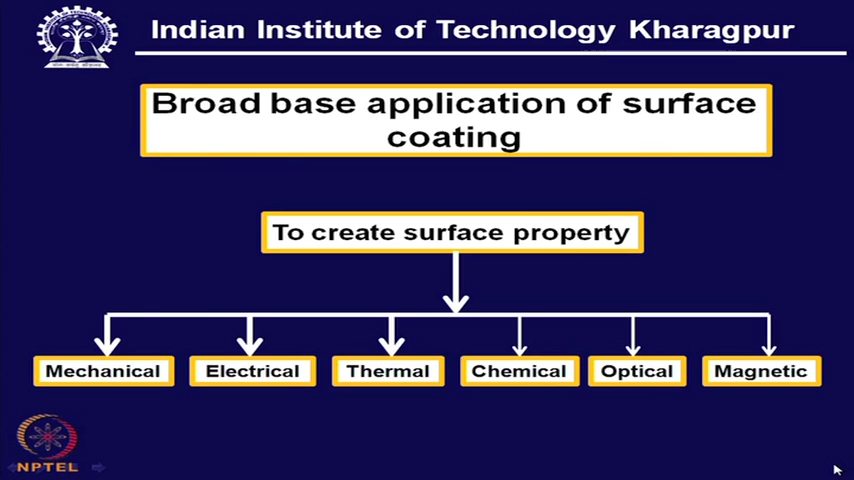 Indian Institute of Technology Kharagpur
Broad base application of surface
coating
To create surface property
Mechanical
Electrical
Thermal
Chemical
Optical
Magnetic
NPTEL